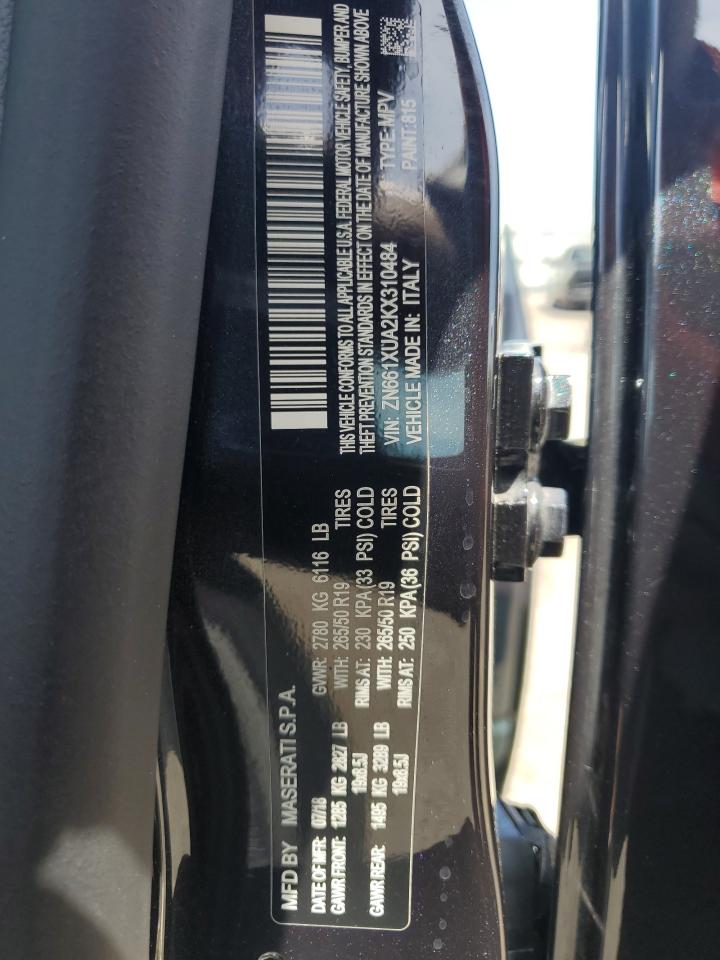 MFD BY MASERATI S.P.A.
DATE OF MFR: 07/18 GVWR: 2780 KG 6116 LB
GAWR FRONT: 1285 KG 2827 LB WITH: 265/50 R19 TIRES
19x8.5J RIMS AT: 230 KPA(33 PSI) COLD
GAWR REAR: 1495 KG 3289 LB WITH: 265/50 R19 TIRES
19x8.5J RIMS AT: 250 KPA(36 PSI) COLD
THIS VEHICLE CONFORMS TO ALL APPLICABLE U.S.A. FEDERAL MOTOR VEHICLE SAFETY, BUMPER AND
THEFT PREVENTION STANDARDS IN EFFECT ON THE DATE OF MANUFACTURE SHOWN ABOVE
VIN: ZN661XUA2KX310484 TYPE: MPV
VEHICLE MADE IN: ITALY PAINT: 815